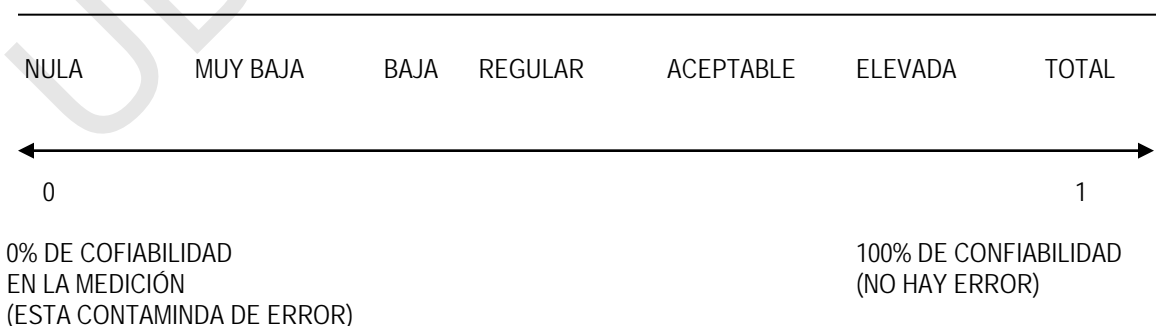 NULA MUY BAJA BAJA REGULAR ACEPTABLE ELEVADA TOTAL
0 1
0% DE COFIABILIDAD
EN LA MEDICIÓN
(ESTA CONTAMINDA DE ERROR)
100% DE CONFIABILIDAD
(NO HAY ERROR)